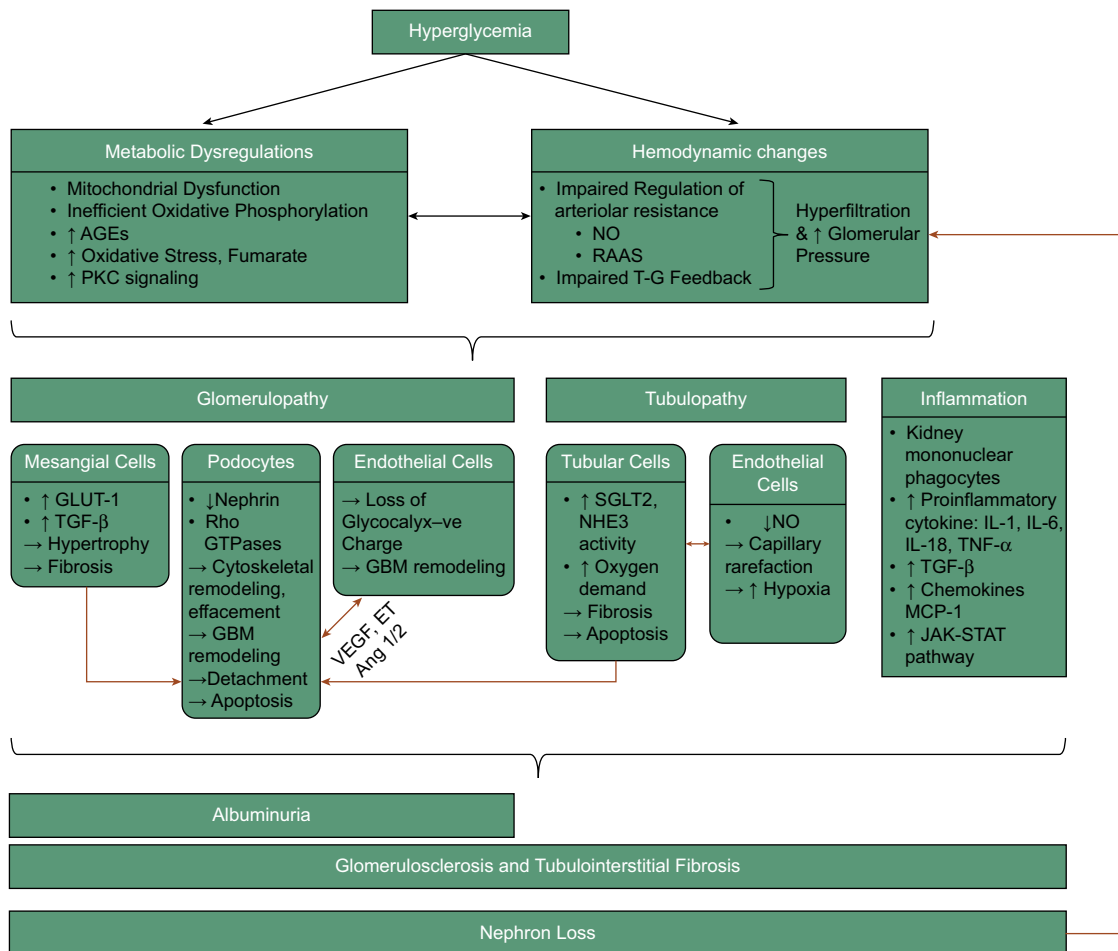 Hyperglycemia
Metabolic Dysregulations
• Mitochondrial Dysfunction
• Inefficient Oxidative Phosphorylation
• ↑ AGEs
• ↑ Oxidative Stress, Fumarate
• ↑ PKC signaling
Hemodynamic changes
• Impaired Regulation of
arteriolar resistance
• NO
• RAAS
• Impaired T-G Feedback
Hyperfiltration
& ↑ Glomerular
Pressure
Glomerulopathy
Mesangial Cells
• ↑ GLUT-1
• ↑ TGF-β
→ Hypertrophy
→ Fibrosis
Podocytes
• ↓Nephrin
• Rho
GTPases
→ Cytoskeletal
remodeling,
effacement
→ GBM
remodeling
→Detachment
→ Apoptosis
Endothelial Cells
→ Loss of
Glycocalyx–ve
Charge
→ GBM remodeling
VEGF, ET
Ang 1/2
Tubulopathy
Tubular Cells
• ↑ SGLT2,
NHE3
activity
• ↑ Oxygen
demand
→ Fibrosis
→ Apoptosis
Endothelial
Cells
• ↓NO
→ Capillary
rarefaction
→ ↑ Hypoxia
Inflammation
• Kidney
mononuclear
phagocytes
• ↑ Proinflammatory
cytokine: IL-1, IL-6,
IL-18, TNF-α
• ↑ TGF-β
• ↑ Chemokines
MCP-1
• ↑ JAK-STAT
pathway
Albuminuria
Glomerulosclerosis and Tubulointerstitial Fibrosis
Nephron Loss